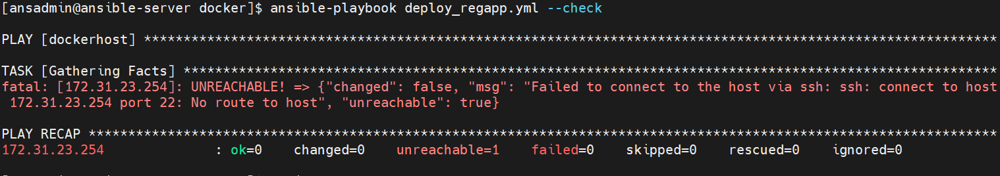 [ansadmin@ansible-server docker]$ ansible-playbook deploy_regapp.yml --check
PLAY [dockerhost] ************************************************************************************************************
TASK [Gathering Facts] *******************************************************************************************************
fatal: [172.31.23.254]: UNREACHABLE! => {"changed": false, "msg": "Failed to connect to the host via ssh: ssh: connect to host
172.31.23.254 port 22: No route to host", "unreachable": true}
PLAY RECAP *******************************************************************************************************************
172.31.23.254 : ok=0 changed=0 unreachable=1 failed=0 skipped=0 rescued=0 ignored=0